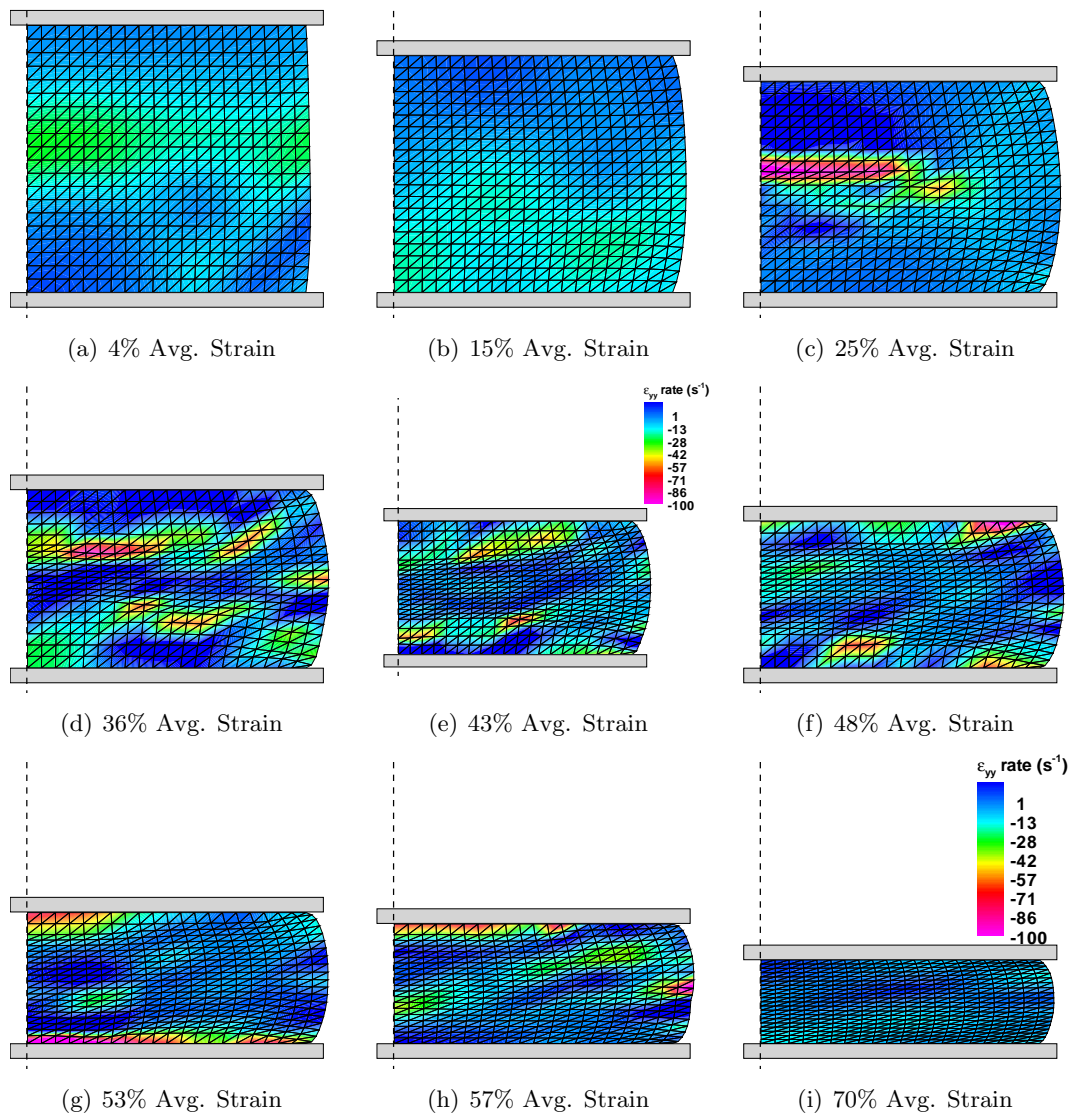 (a) 4% Avg. Strain
(b) 15% Avg. Strain
(c) 25% Avg. Strain
εyy rate (s⁻¹)
1
-13
-28
-42
-57
-71
-86
-100
(d) 36% Avg. Strain
(e) 43% Avg. Strain
(f) 48% Avg. Strain
εyy rate (s⁻¹)
1
-13
-28
-42
-57
-71
-86
-100
(g) 53% Avg. Strain
(h) 57% Avg. Strain
(i) 70% Avg. Strain